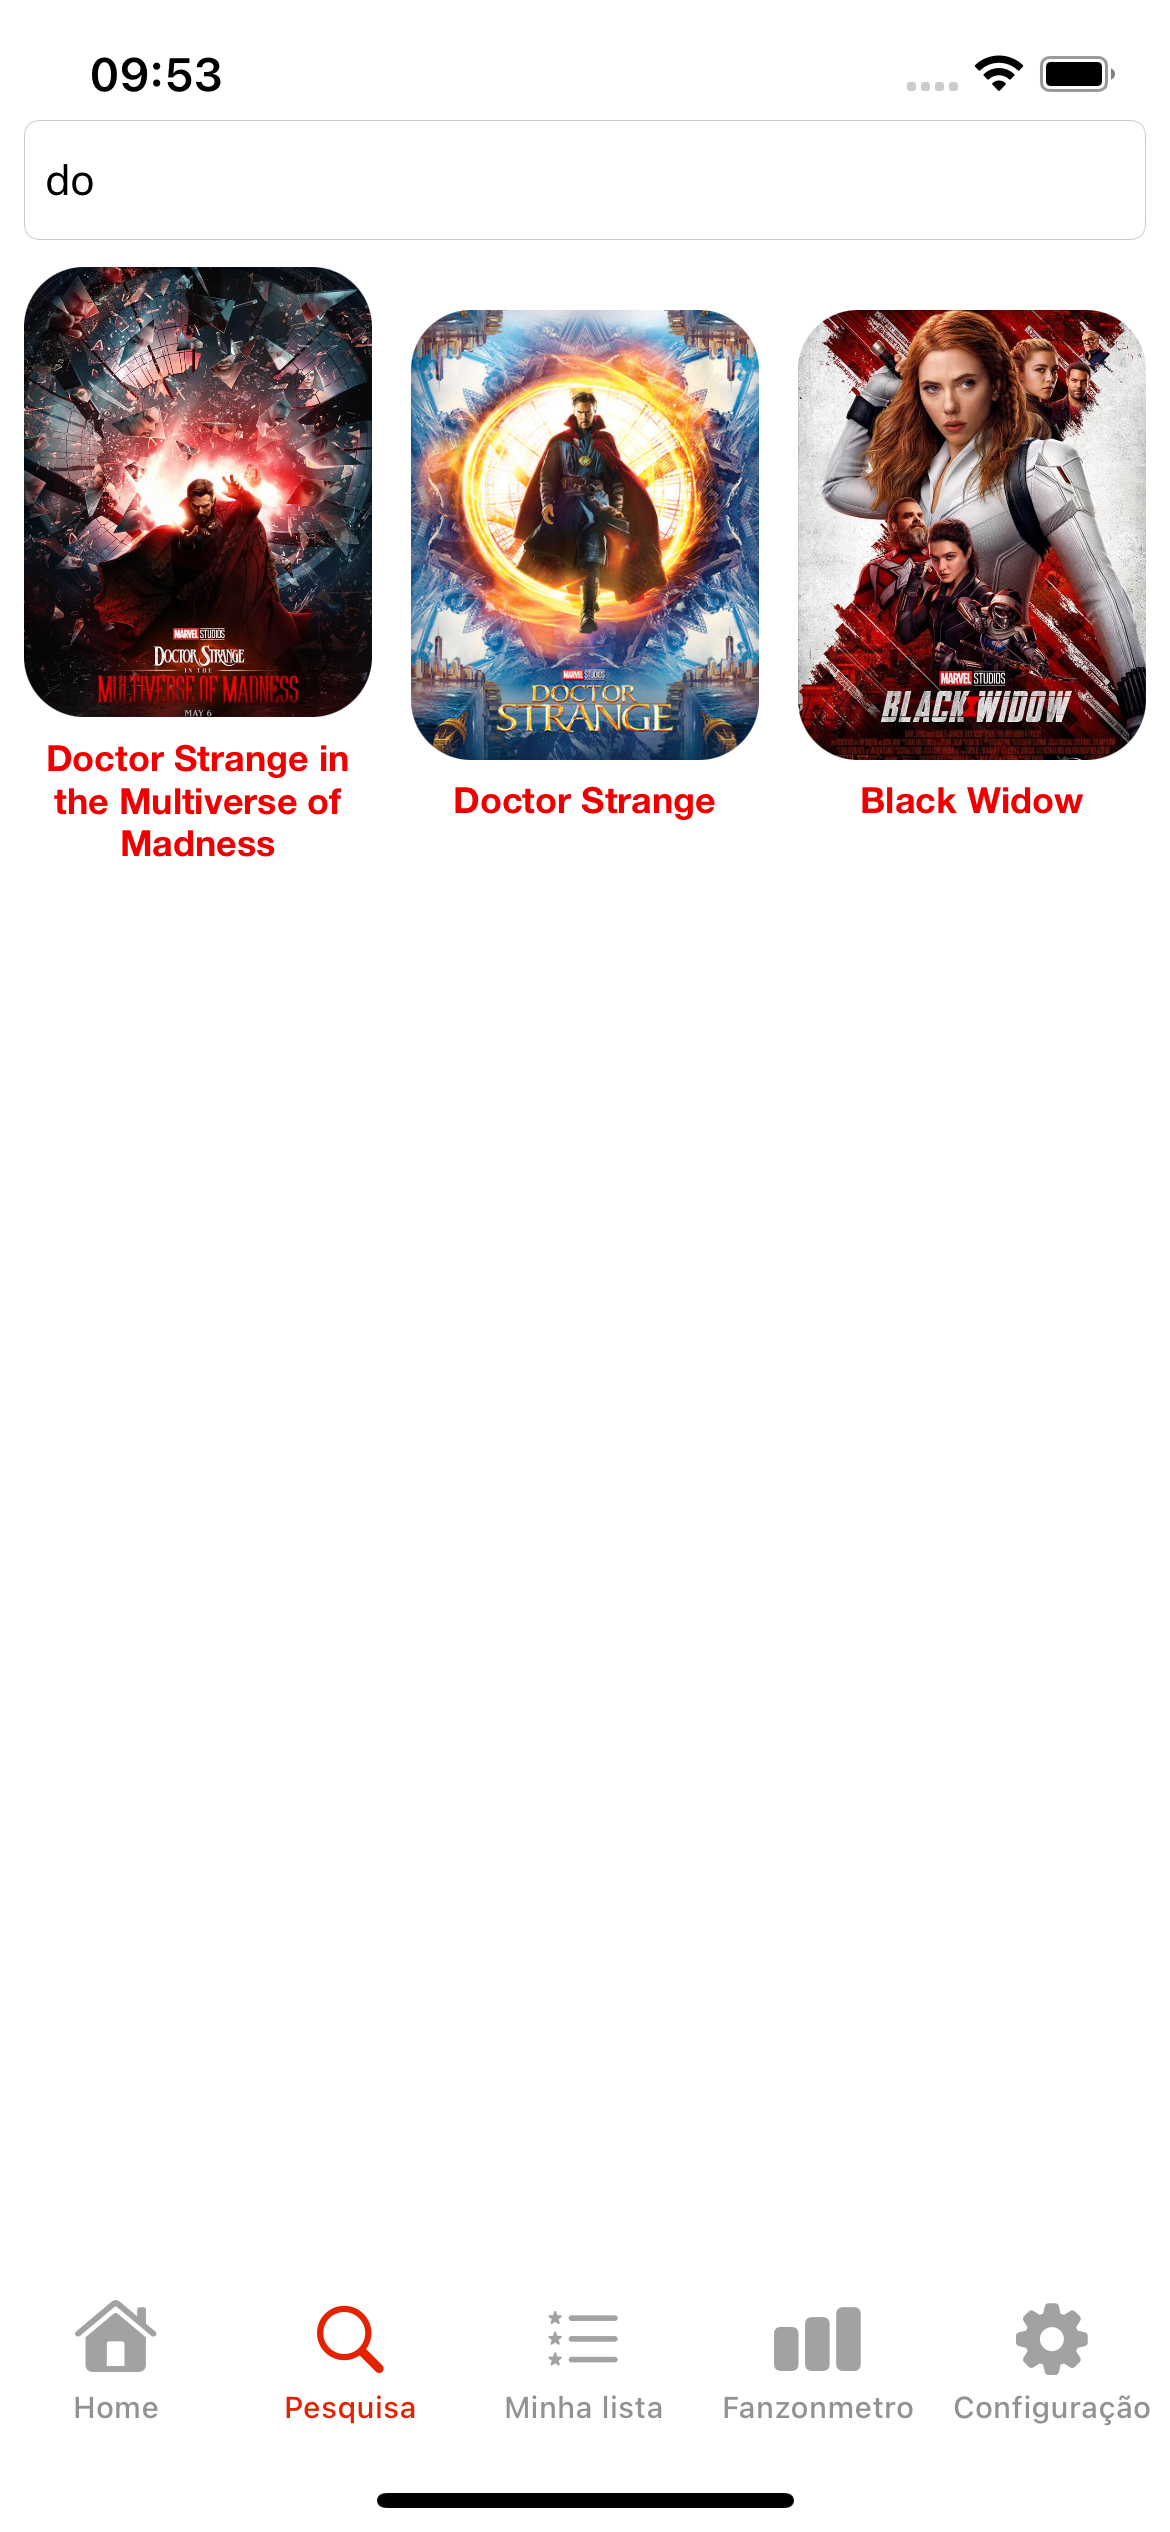 09:53
do
MARVEL STUDIOS
DOCTOR STRANGE
IN THE
MULTIVERSE OF MADNESS
MAY 6
Doctor Strange in
the Multiverse of
Madness
MARVEL STUDIOS
DOCTOR
STRANGE
Doctor Strange
MARVEL STUDIOS
BLACK WIDOW
Black Widow
Home
Pesquisa
Minha lista
Fanzonmetro
Configuração